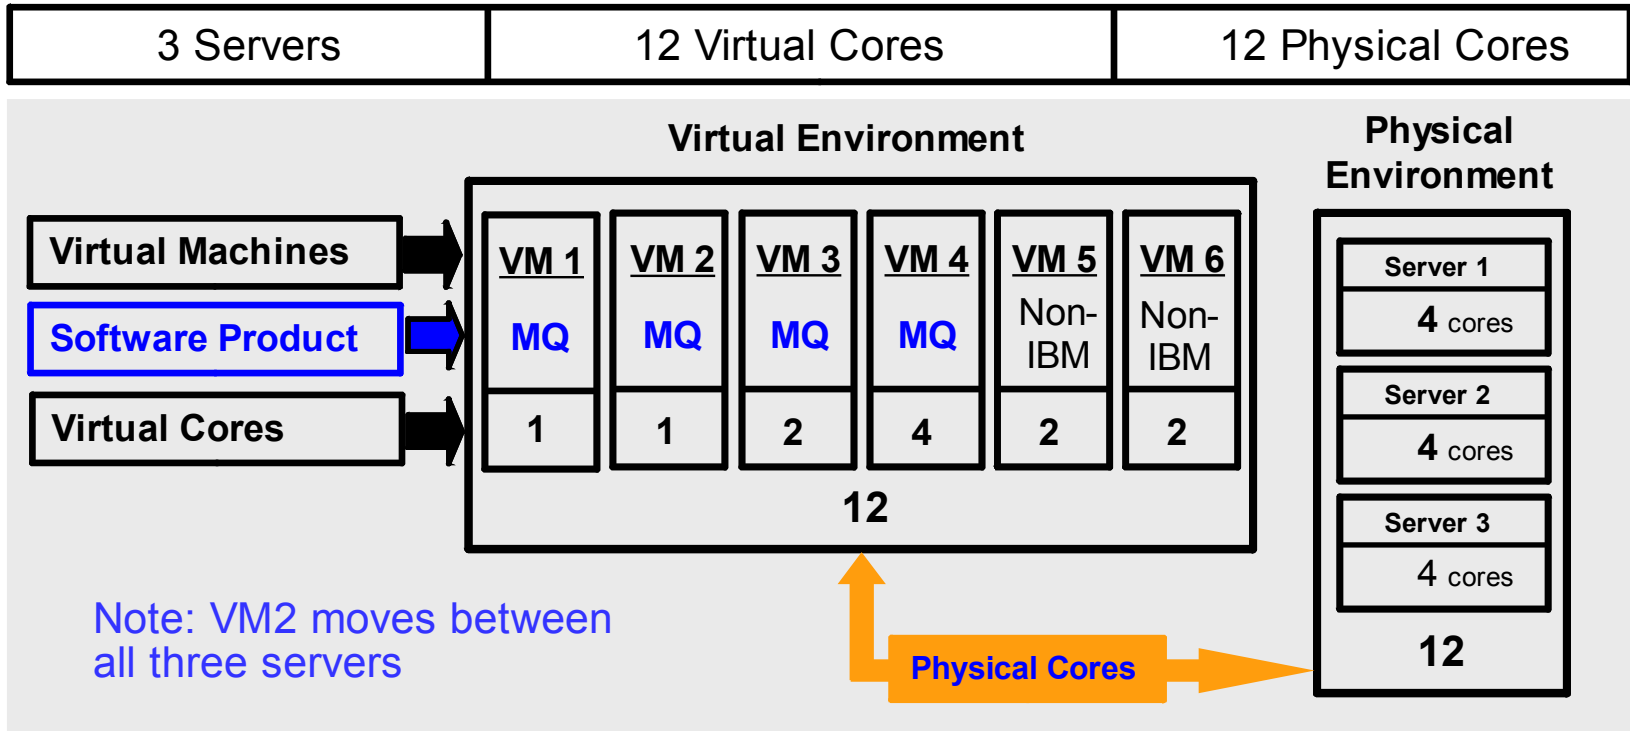 3 Servers
12 Virtual Cores
12 Physical Cores
Virtual Environment
Physical
Environment
Virtual Machines
Software Product
Virtual Cores
VM 1
MQ
1
VM 2
MQ
1
VM 3
MQ
2
VM 4
MQ
4
VM 5
Non-
IBM
2
VM 6
Non-
IBM
2
12
Server 1
4 cores
Server 2
4 cores
Server 3
4 cores
12
Note: VM2 moves between
all three servers
Physical Cores